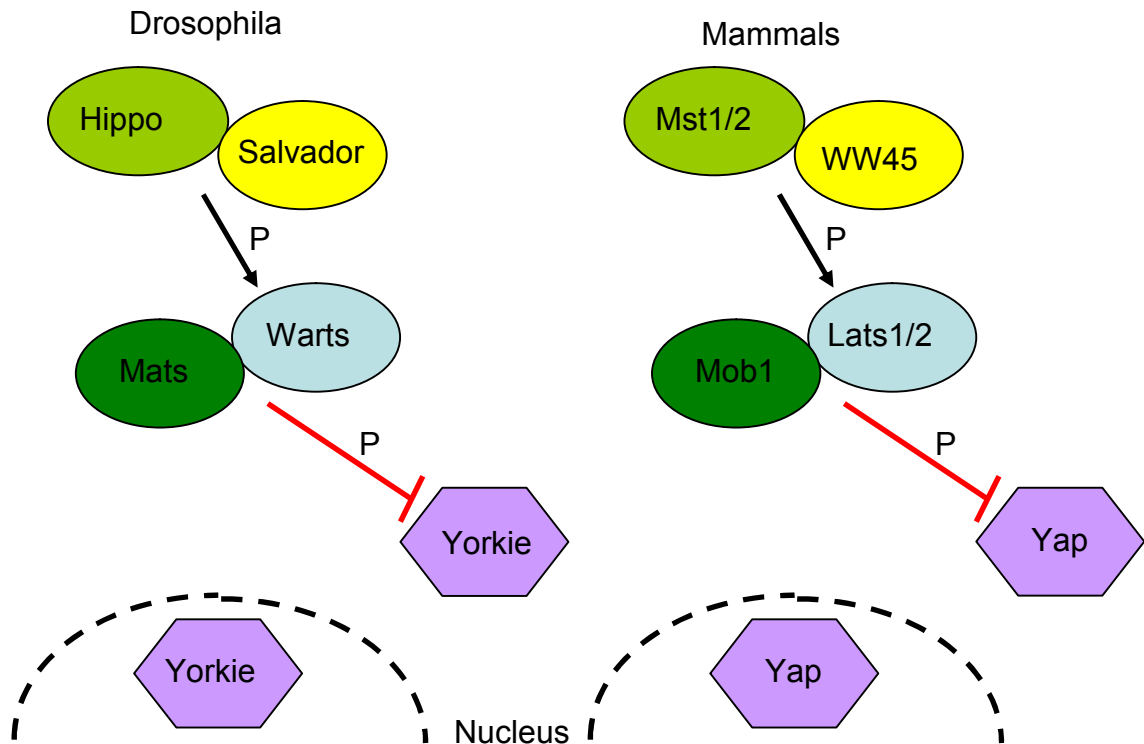 Drosophila
Hippo
Salvador
P
Warts
Mats
P
Yorkie
Yorkie
Mammals
Mst1/2
WW45
P
Lats1/2
Mob1
P
Yap
Yap
Nucleus